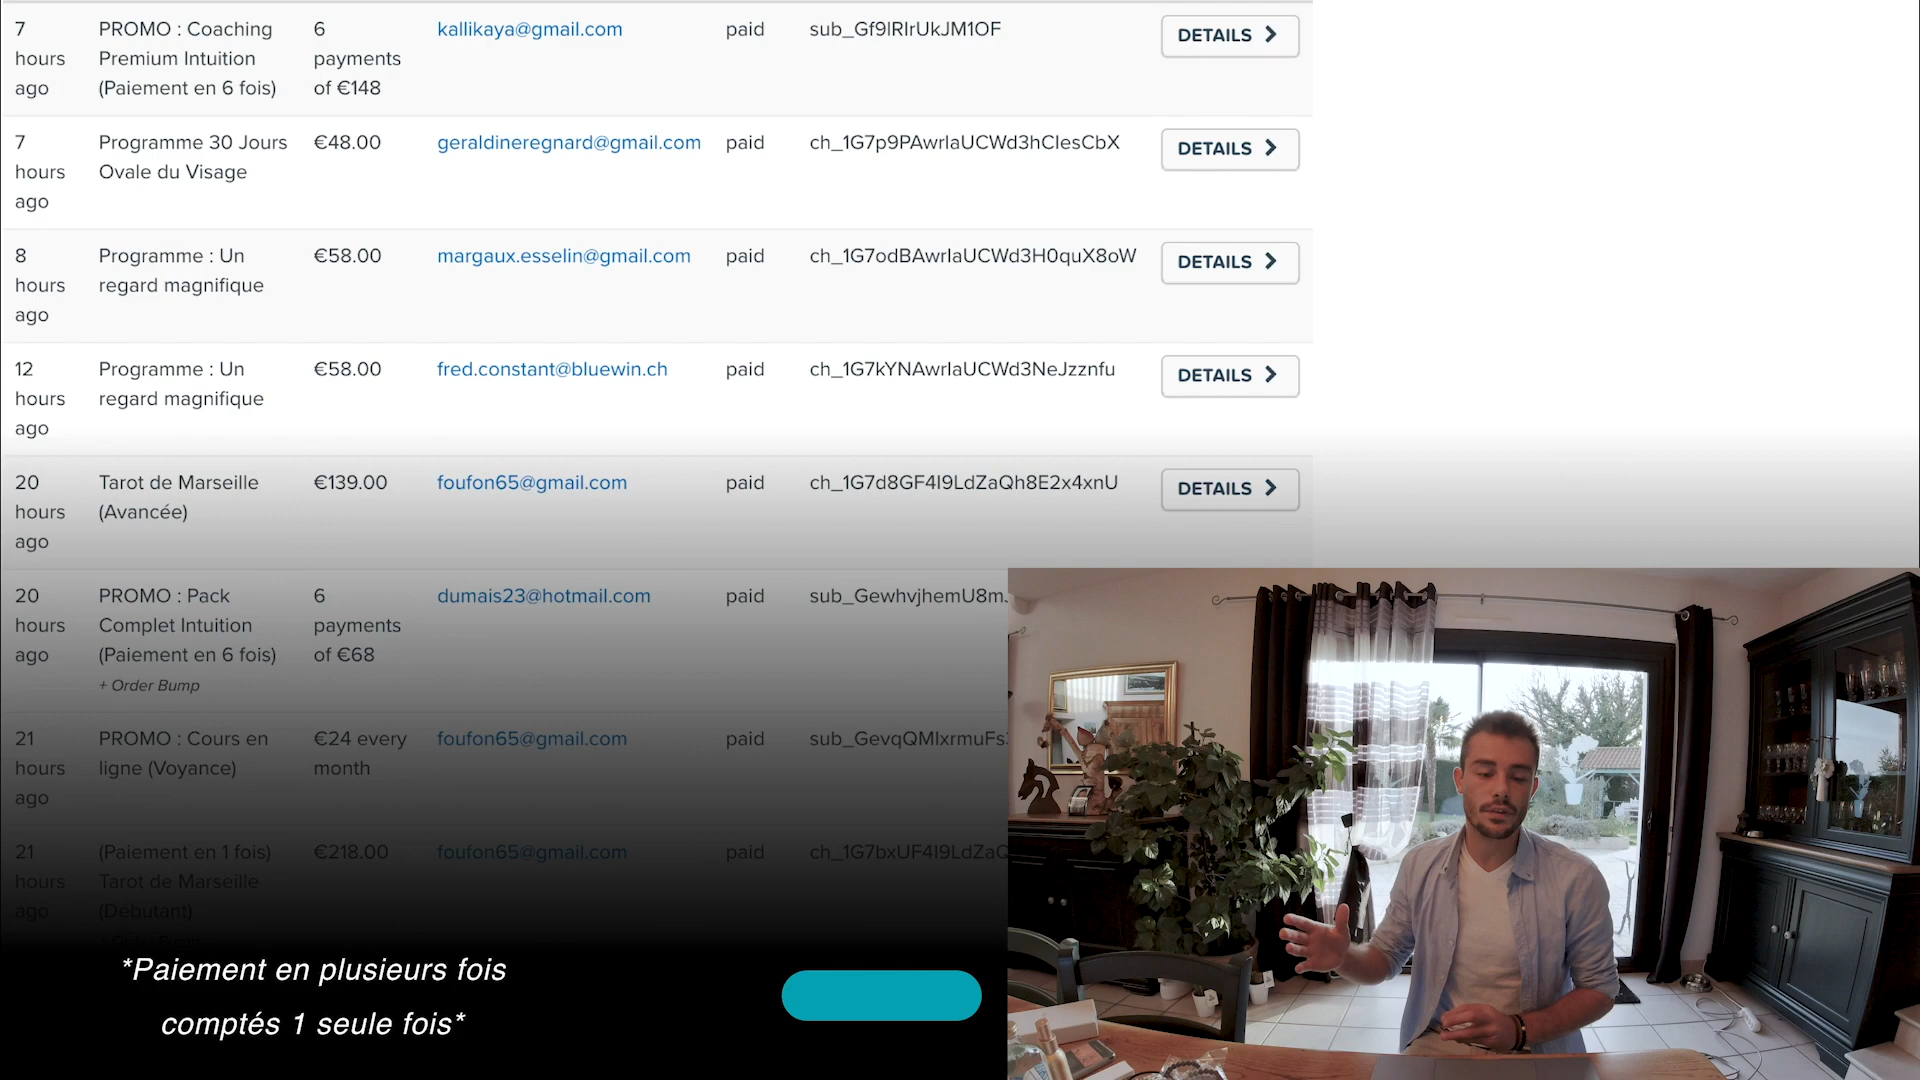 7 hours ago PROMO : Coaching Premium Intuition (Paiement en 6 fois) 6 payments of €148 kallikaya@gmail.com paid sub_Gf9lRIrUkJM1OF DETAILS
7 hours ago Programme 30 Jours Ovale du Visage €48.00 geraldineregnard@gmail.com paid ch_1G7p9PAwrlaUCWd3hClesCbX DETAILS
8 hours ago Programme : Un regard magnifique €58.00 margaux.esselin@gmail.com paid ch_1G7odBAwrlaUCWd3H0quX8oW DETAILS
12 hours ago Programme : Un regard magnifique €58.00 fred.constant@bluewin.ch paid ch_1G7kYNAwrlaUCWd3NeJzznfu DETAILS
20 hours ago Tarot de Marseille (Avancée) €139.00 foufon65@gmail.com paid ch_1G7d8GF4I9LdZaQh8E2x4xnU DETAILS
20 hours ago PROMO : Pack Complet Intuition (Paiement en 6 fois) + Order Bump 6 payments of €68 dumais23@hotmail.com paid sub_GewhvjhemU8m
21 hours ago PROMO : Cours en ligne (Voyance) €24 every month foufon65@gmail.com paid sub_GevqQMIxrmuFs
21 hours ago (Paiement en 1 fois) Tarot de Marseille (Debutant) + Order Bump €218.00 foufon65@gmail.com paid ch_1G7bxUF4I9LdZaQ
*Paiement en plusieurs fois
comptés 1 seule fois*